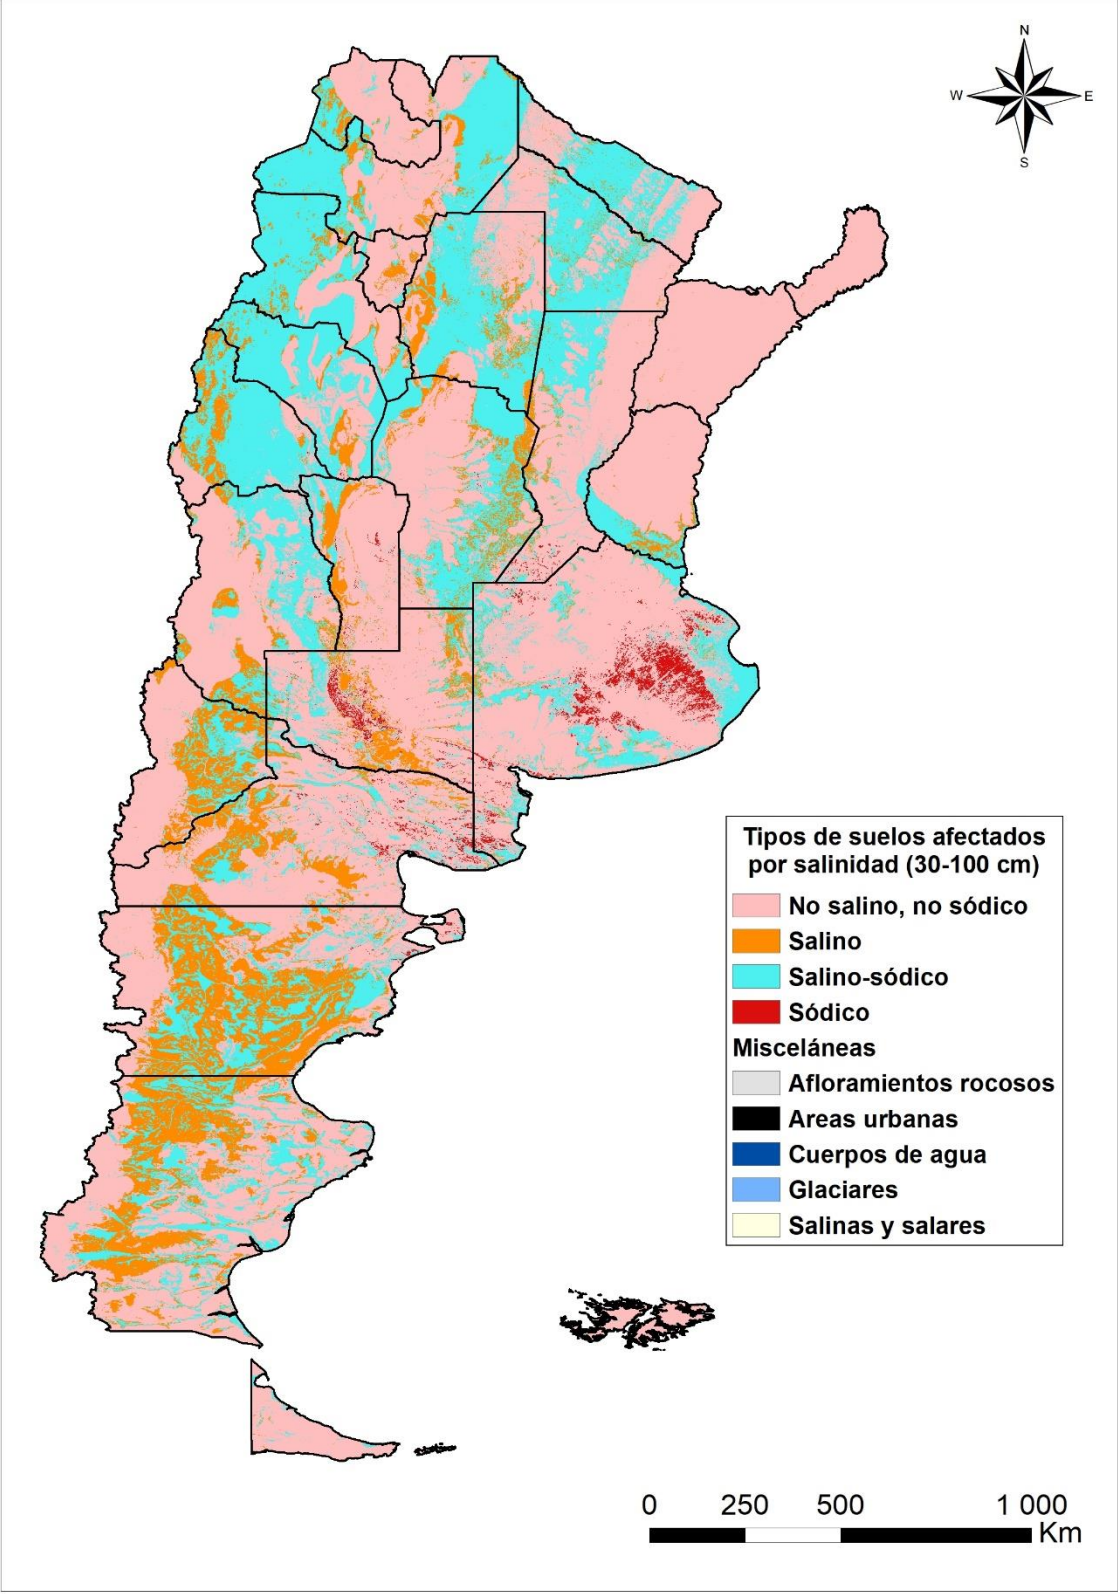 N
W
E
S
Tipos de suelos afectados
por salinidad (30-100 cm)
No salino, no sódico
Salino
Salino-sódico
Sódico
Misceláneas
Afloramientos rocosos
Areas urbanas
Cuerpos de agua
Glaciares
Salinas y salares
0 250 500 1 000
Km